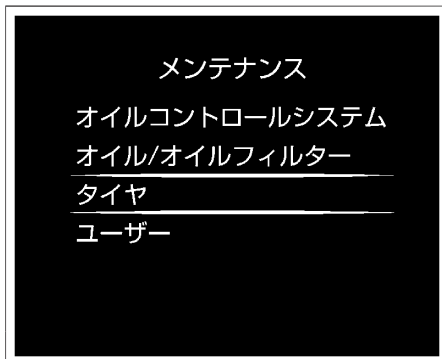 メンテナンス
オイルコントロールシステム
オイル/オイルフィルター
タイヤ
ユーザー